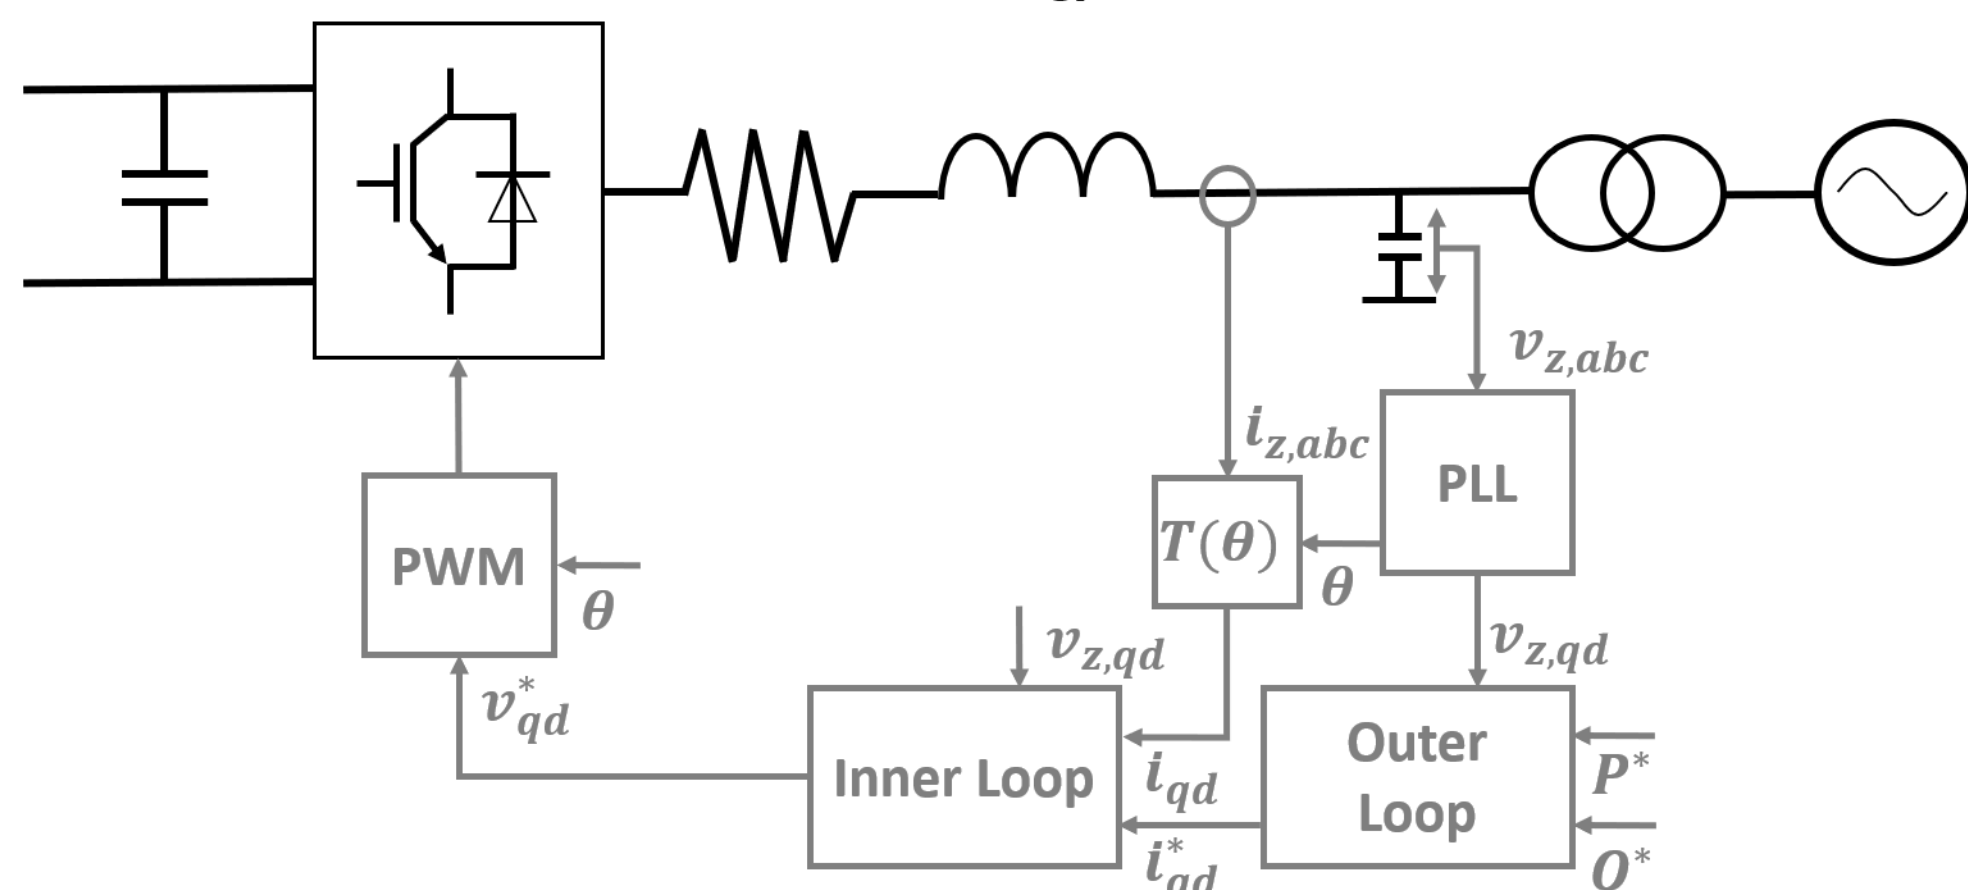 v_{z,abc}
i_{z,abc}
PLL
T(θ)
θ
PWM
θ
v_{z,qd}
v_{z,qd}
v^*_{qd}
Outer
Loop
Inner Loop
P^*
i_{qd}
i^*_{qd}